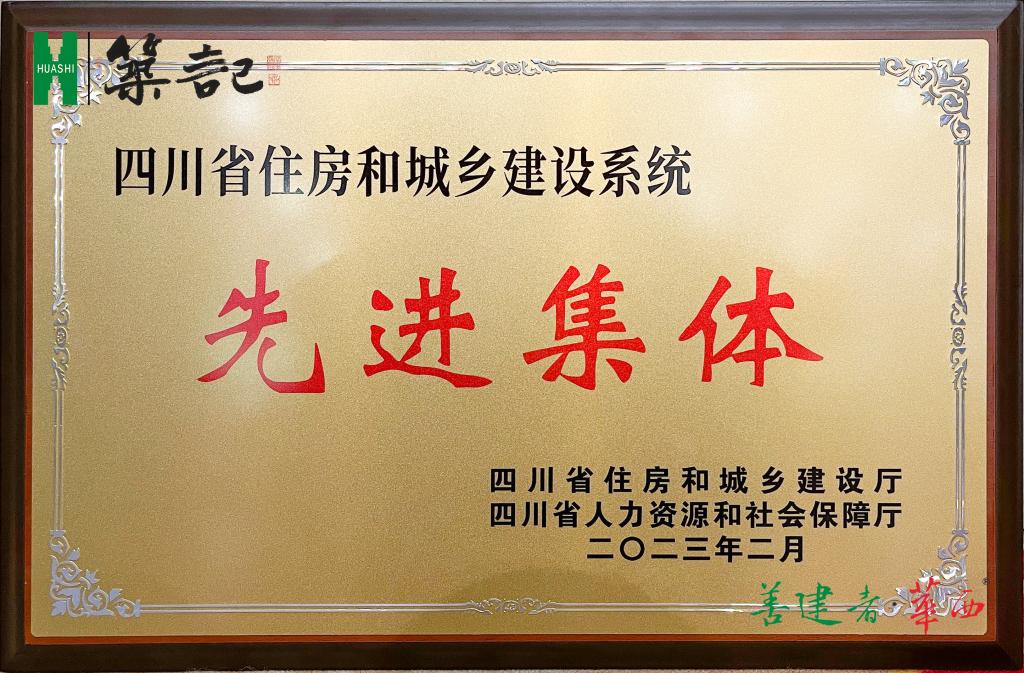 HUASHI
築記
四川省住房和城乡建设系统
先进集体
四川省住房和城乡建设厅
四川省人力资源和社会保障厅
二〇二三年二月
善建者·華西
®